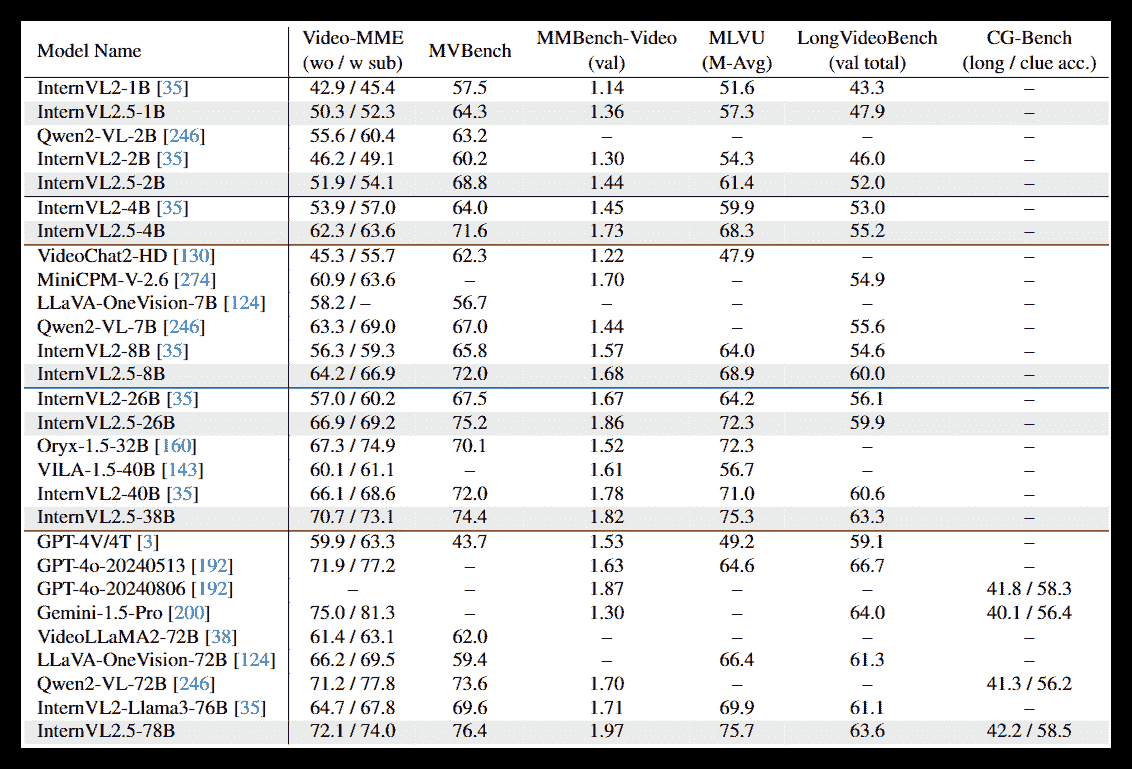 Model Name Video-MME (wo / w sub) MVBench MMBench-Video (val) MLVU (M-Avg) LongVideoBench (val total) CG-Bench (long / clue acc.)
InternVL2-1B [35] 42.9 / 45.4 57.5 1.14 51.6 43.3 –
InternVL2.5-1B 50.3 / 52.3 64.3 1.36 57.3 47.9 –
Qwen2-VL-2B [246] 55.6 / 60.4 63.2 – – – –
InternVL2-2B [35] 46.2 / 49.1 60.2 1.30 54.3 46.0 –
InternVL2.5-2B 51.9 / 54.1 68.8 1.44 61.4 52.0 –
InternVL2-4B [35] 53.9 / 57.0 64.0 1.45 59.9 53.0 –
InternVL2.5-4B 62.3 / 63.6 71.6 1.73 68.3 55.2 –
VideoChat2-HD [130] 45.3 / 55.7 62.3 1.22 47.9 – –
MiniCPM-V-2.6 [274] 60.9 / 63.6 – 1.70 – 54.9 –
LLaVA-OneVision-7B [124] 58.2 / – 56.7 – – – –
Qwen2-VL-7B [246] 63.3 / 69.0 67.0 1.44 – 55.6 –
InternVL2-8B [35] 56.3 / 59.3 65.8 1.57 64.0 54.6 –
InternVL2.5-8B 64.2 / 66.9 72.0 1.68 68.9 60.0 –
InternVL2-26B [35] 57.0 / 60.2 67.5 1.67 64.2 56.1 –
InternVL2.5-26B 66.9 / 69.2 75.2 1.86 72.3 59.9 –
Oryx-1.5-32B [160] 67.3 / 74.9 70.1 1.52 72.3 – –
VILA-1.5-40B [143] 60.1 / 61.1 – 1.61 56.7 – –
InternVL2-40B [35] 66.1 / 68.6 72.0 1.78 71.0 60.6 –
InternVL2.5-38B 70.7 / 73.1 74.4 1.82 75.3 63.3 –
GPT-4V/4T [3] 59.9 / 63.3 43.7 1.53 49.2 59.1 –
GPT-4o-20240513 [192] 71.9 / 77.2 – 1.63 64.6 66.7 –
GPT-4o-20240806 [192] – – 1.87 – – 41.8 / 58.3
Gemini-1.5-Pro [200] 75.0 / 81.3 – 1.30 – 64.0 40.1 / 56.4
VideoLLaMA2-72B [38] 61.4 / 63.1 62.0 – – – –
LLaVA-OneVision-72B [124] 66.2 / 69.5 59.4 – 66.4 61.3 –
Qwen2-VL-72B [246] 71.2 / 77.8 73.6 1.70 – – 41.3 / 56.2
InternVL2-Llama3-76B [35] 64.7 / 67.8 69.6 1.71 69.9 61.1 –
InternVL2.5-78B 72.1 / 74.0 76.4 1.97 75.7 63.6 42.2 / 58.5